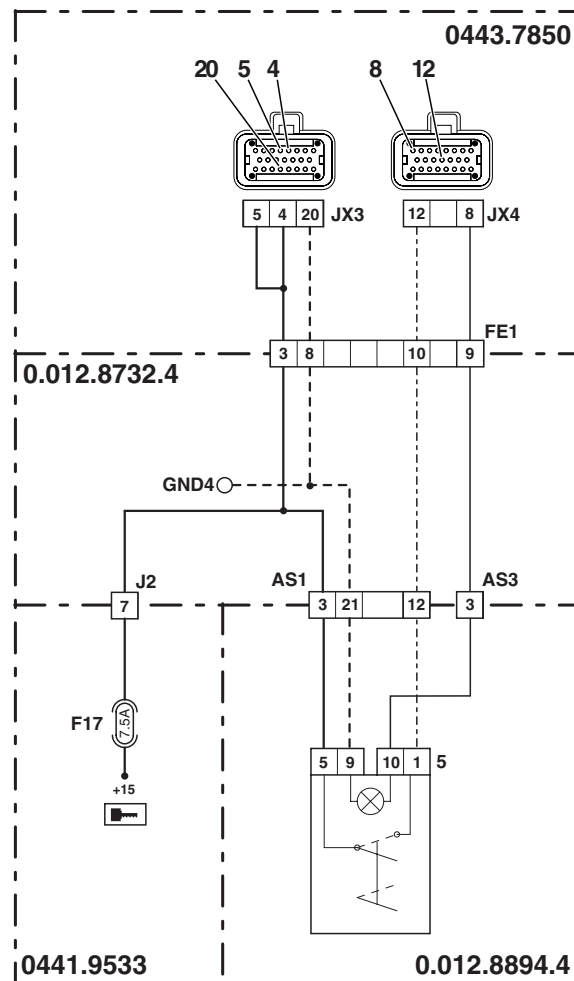 0443.7850
20 5 4
8 12
5 4 20 JX3
12 8 JX4
FE1
3 8 10 9
0.012.8732.4
GND4
J2
AS1
AS3
7
3 21 12
3
F17
7.5A
+15
5 9 10 1 5
0441.9533
0.012.8894.4